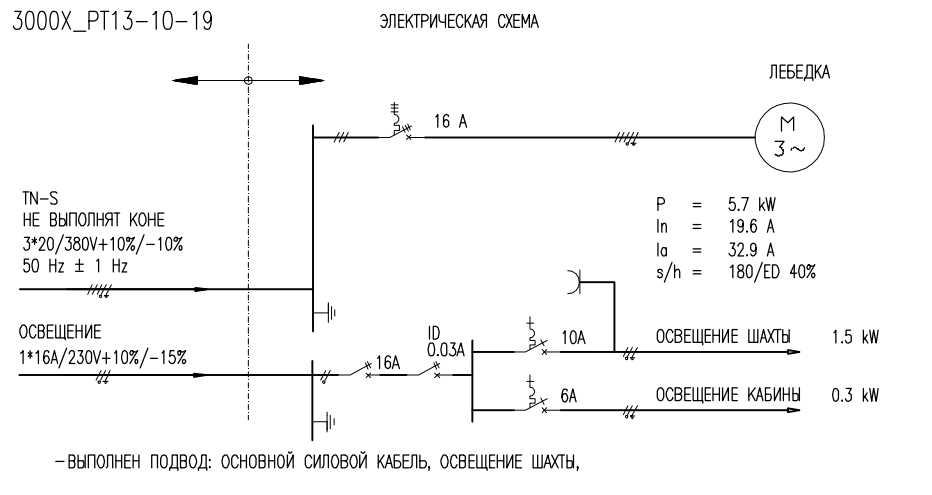 3000X_PT13-10-19
ЭЛЕКТРИЧЕСКАЯ СХЕМА
ЛЕБЕДКА
16 A
M
3~
TN-S
НЕ ВЫПОЛНЯТ КОНЕ
3*20/380V+10%/-10%
50 Hz ± 1 Hz
P = 5.7 kW
In = 19.6 A
Ia = 32.9 A
s/h = 180/ED 40%
ОСВЕЩЕНИЕ
1*16A/230V+10%/-15%
16A
ID
0.03A
10A
ОСВЕЩЕНИЕ ШАХТЫ 1.5 kW
6A
ОСВЕЩЕНИЕ КАБИНЫ 0.3 kW
-ВЫПОЛНЕН ПОДВОД: ОСНОВНОЙ СИЛОВОЙ КАБЕЛЬ, ОСВЕЩЕНИЕ ШАХТЫ,